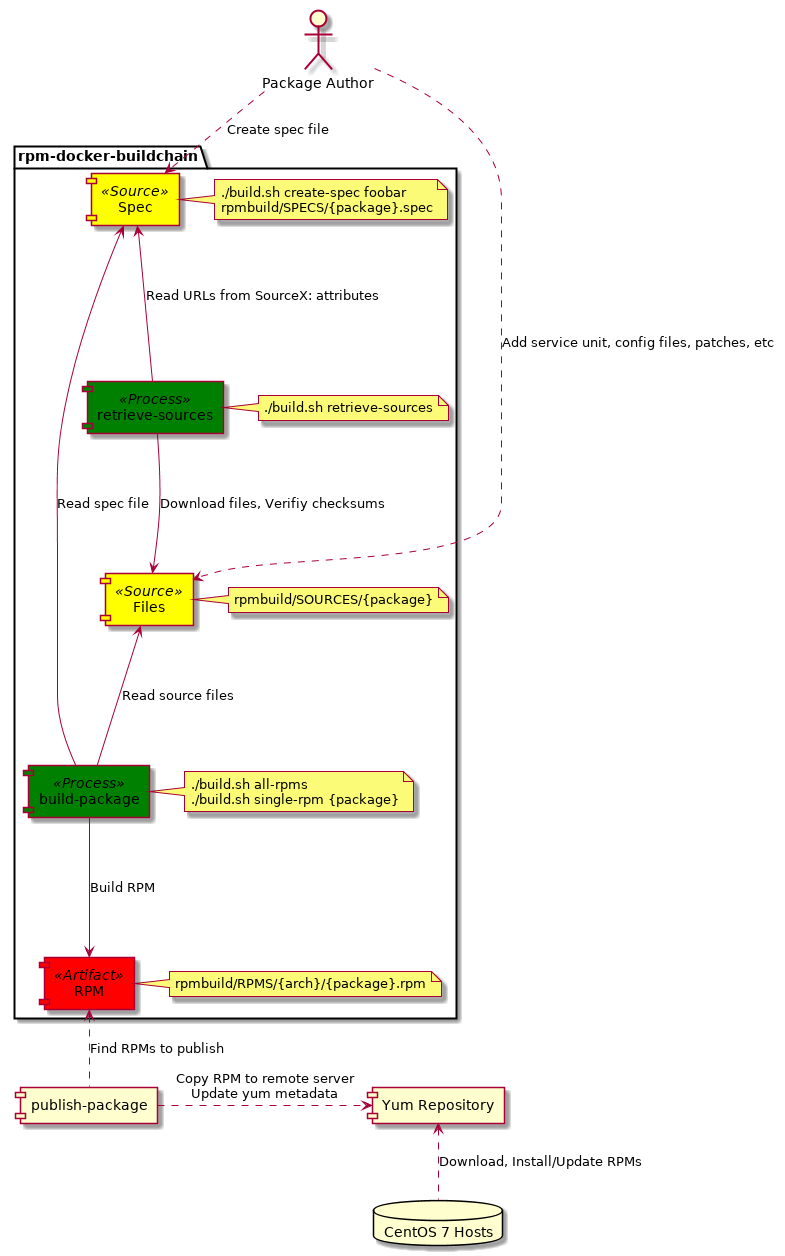 Package Author
Create spec file
rpm-docker-buildchain
«Source»
Spec
./build.sh create-spec foobar
rpmbuild/SPECS/{package}.spec
Read URLs from SourceX: attributes
Add service unit, config files, patches, etc
«Process»
retrieve-sources
./build.sh retrieve-sources
Read spec file
Download files, Verifiy checksums
«Source»
Files
rpmbuild/SOURCES/{package}
Read source files
«Process»
build-package
./build.sh all-rpms
./build.sh single-rpm {package}
Build RPM
«Artifact»
RPM
rpmbuild/RPMS/{arch}/{package}.rpm
Find RPMs to publish
publish-package
Copy RPM to remote server
Update yum metadata
Yum Repository
Download, Install/Update RPMs
CentOS 7 Hosts